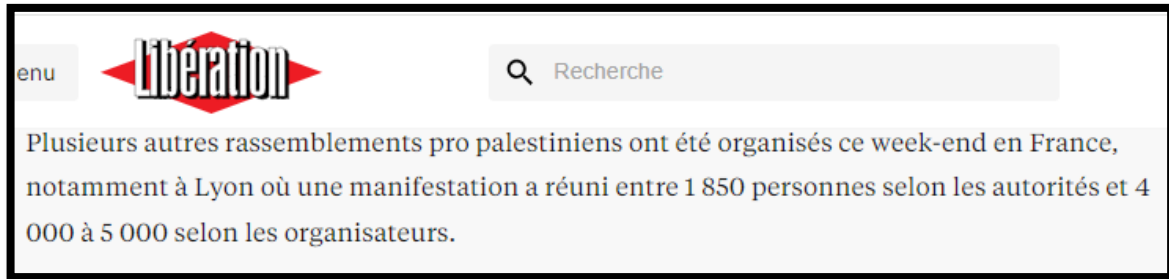 enu
Libération
Recherche
Plusieurs autres rassemblements pro palestiniens ont été organisés ce week-end en France,
notamment à Lyon où une manifestation a réuni entre 1 850 personnes selon les autorités et 4
000 à 5 000 selon les organisateurs.